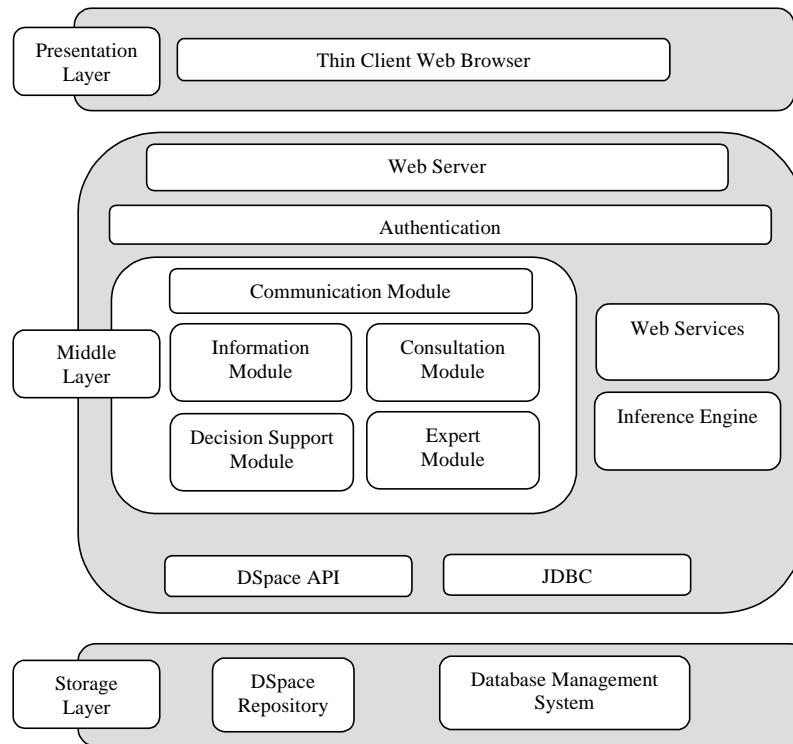 Presentation
Layer
Thin Client Web Browser
Web Server
Authentication
Communication Module
Middle
Layer
Information
Module
Consultation
Module
Web Services
Decision Support
Module
Expert
Module
Inference Engine
DSpace API
JDBC
Storage
Layer
DSpace
Repository
Database Management
System